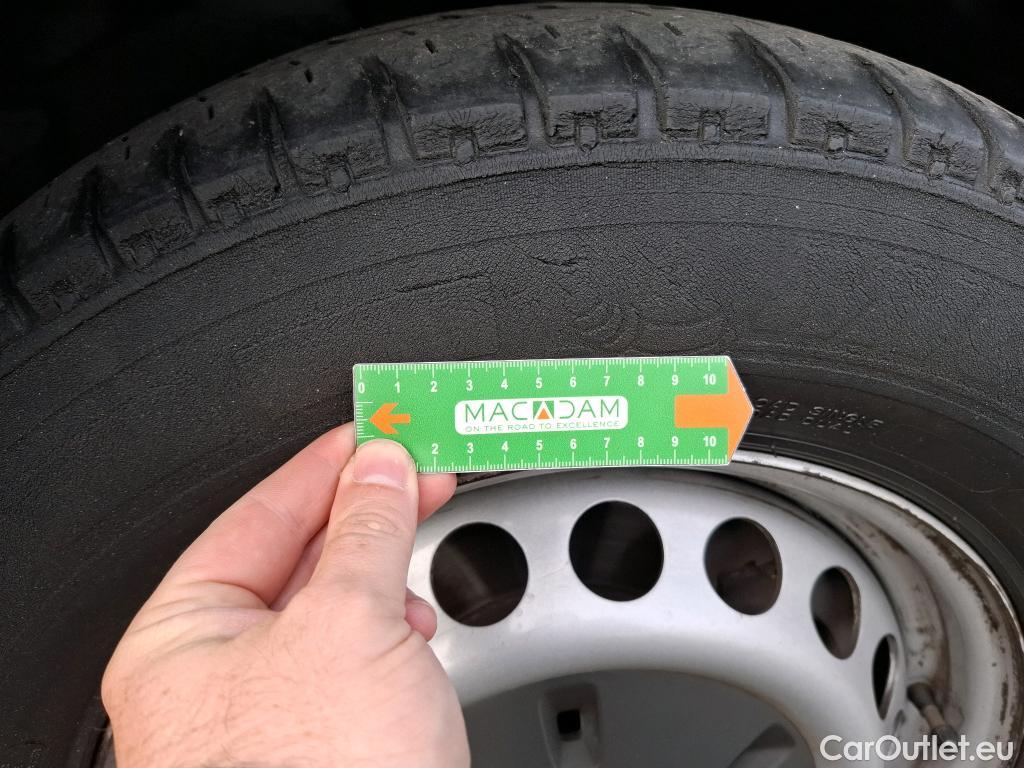 0 1 2 3 4 5 6 7 8 9 10
MACADAM
ON THE ROAD TO EXCELLENCE
2 3 4 5 6 7 8 9 10
CarOutlet.eu